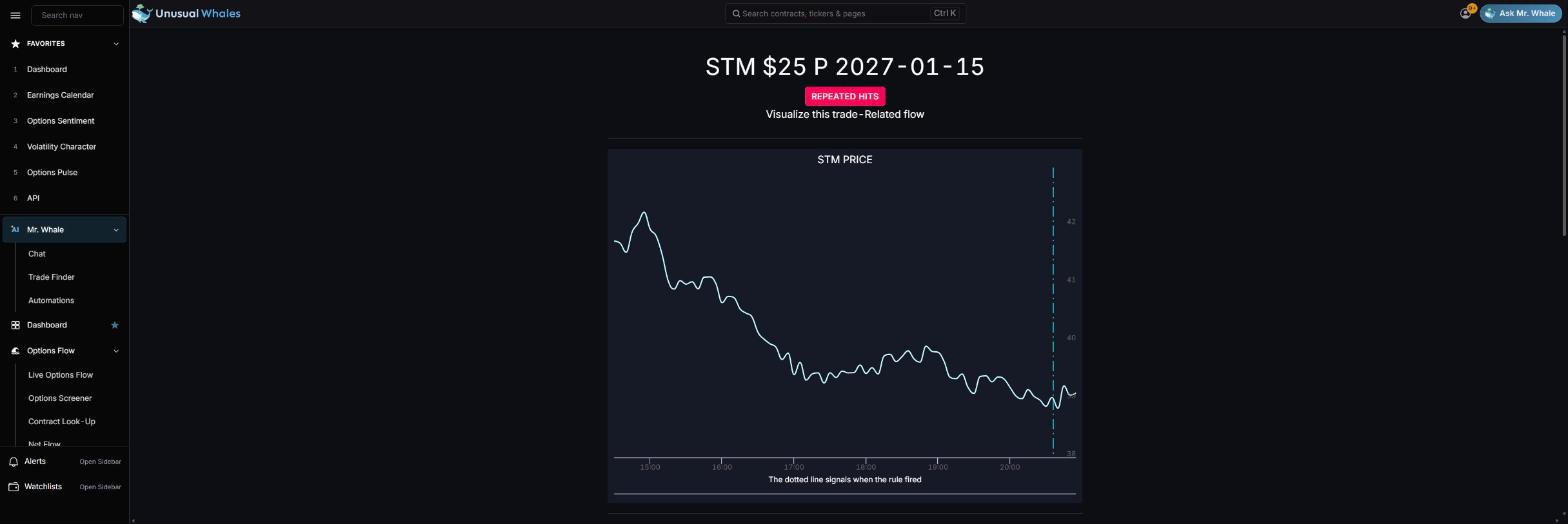 Search nav
Unusual Whales
Search contracts, tickers & pages
Ctrl K
9+
Ask Mr. Whale
FAVORITES
1 Dashboard
2 Earnings Calendar
3 Options Sentiment
4 Volatility Character
5 Options Pulse
6 API
AI Mr. Whale
Chat
Trade Finder
Automations
Dashboard
Options Flow
Live Options Flow
Options Screener
Contract Look-Up
Net Flow
Alerts Open Sidebar
Watchlists Open Sidebar
STM $25 P 2027-01-15
REPEATED HITS
Visualize this trade-Related flow
STM PRICE
42
41
40
39
38
15:00 16:00 17:00 18:00 19:00 20:00
The dotted line signals when the rule fired